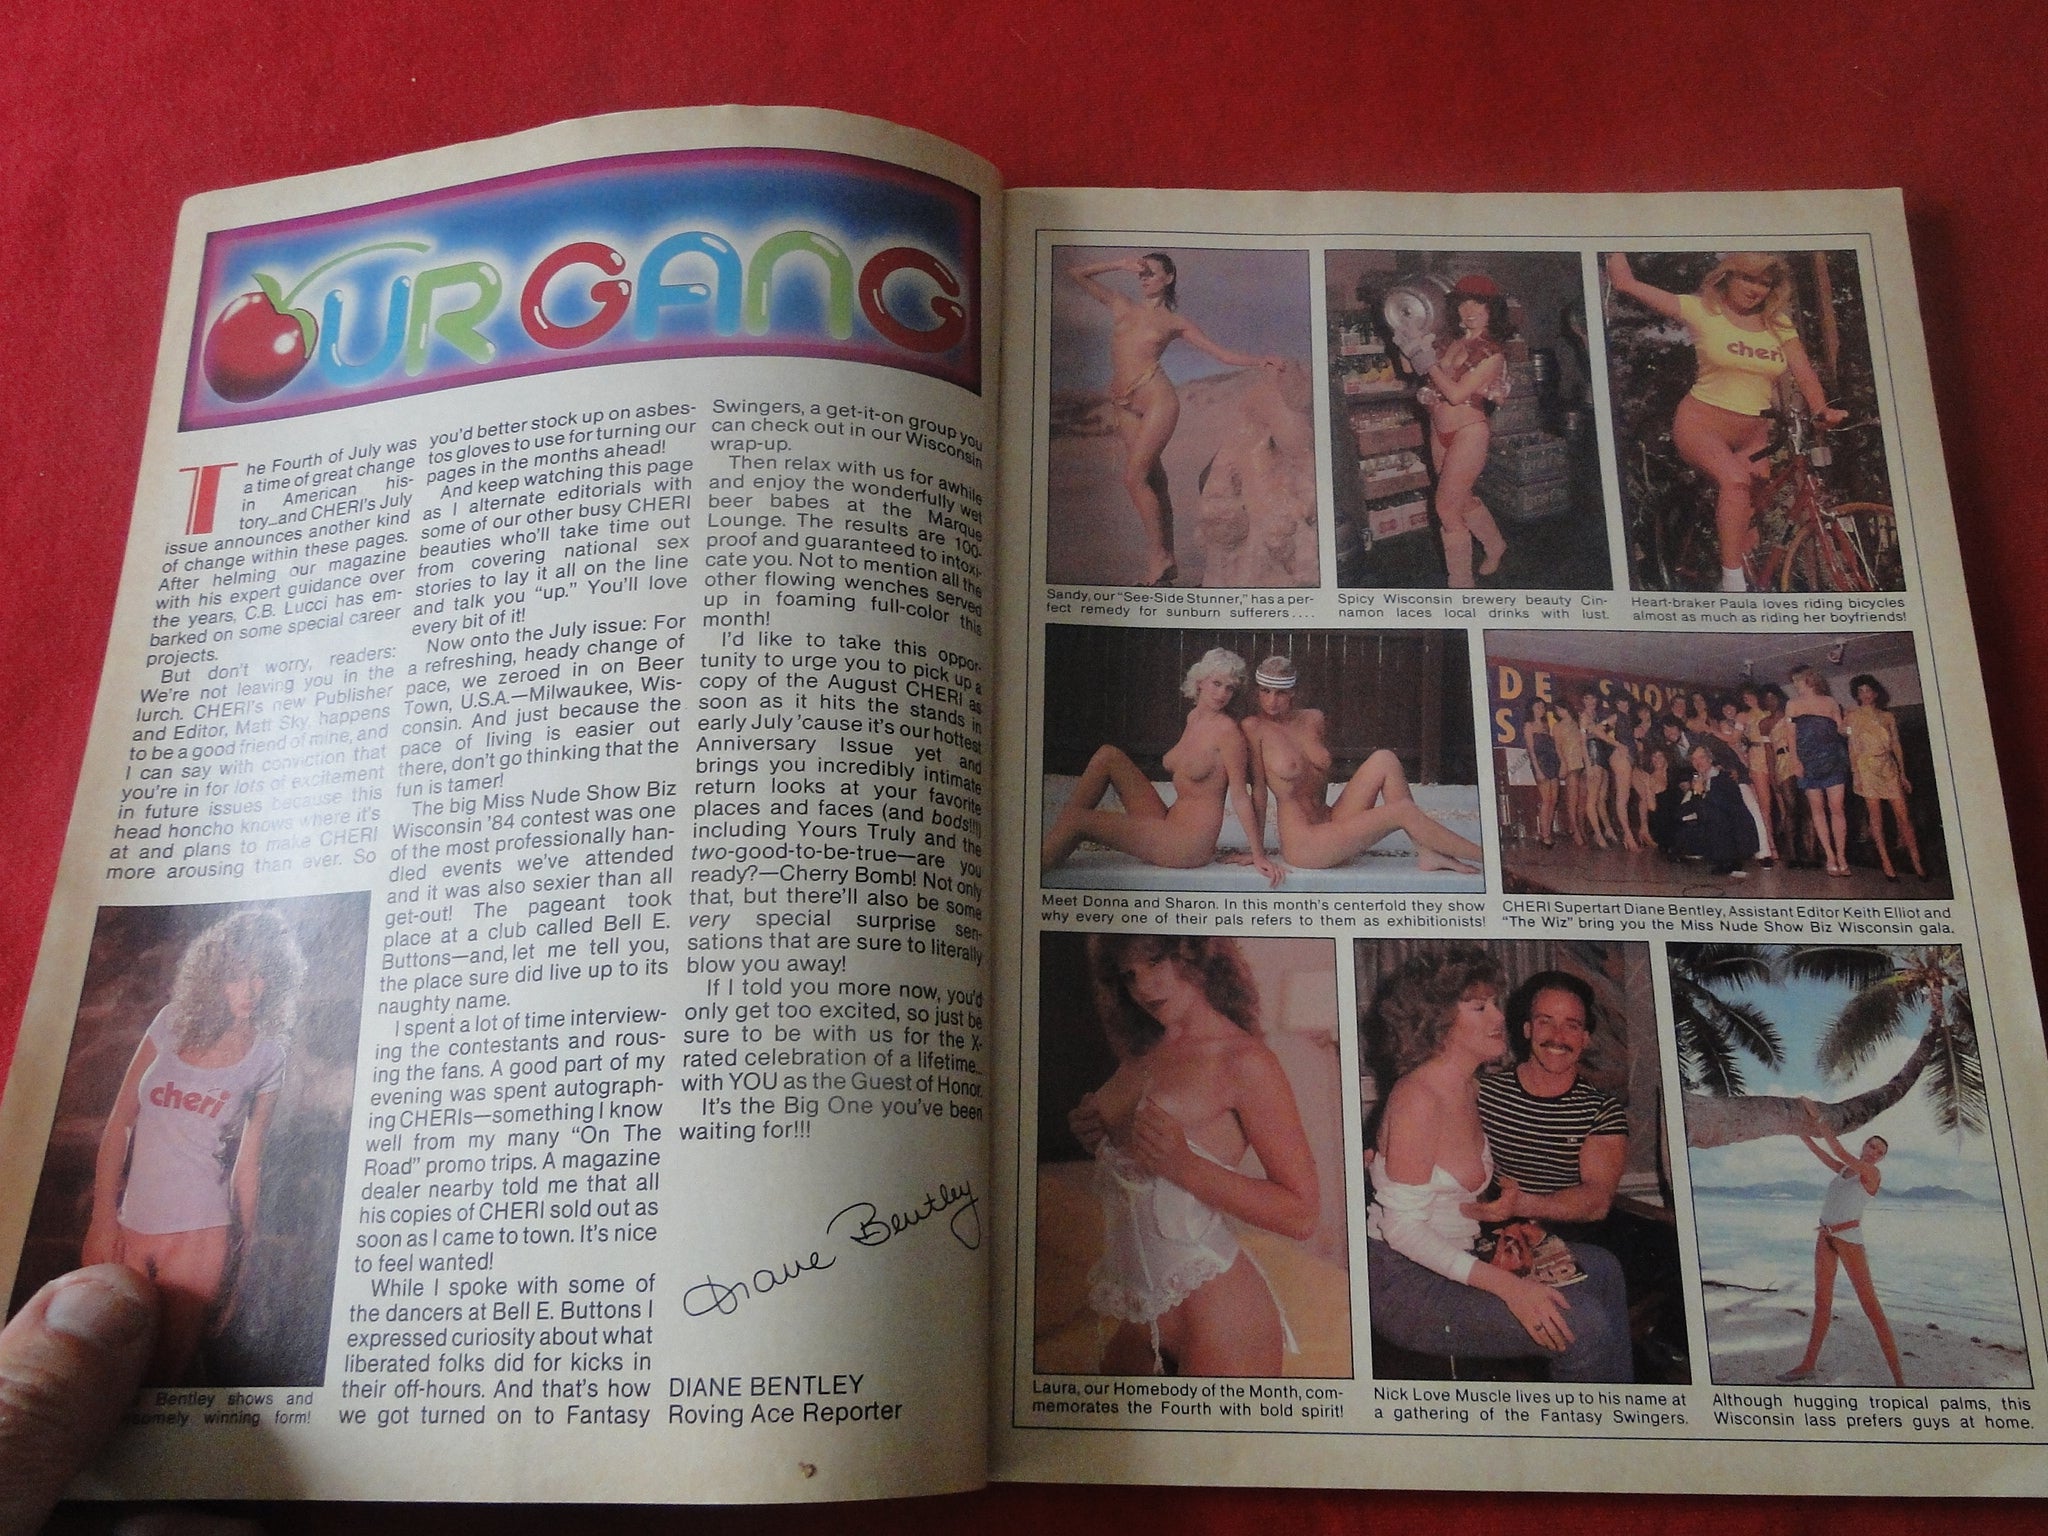 OUR GANG
The Fourth of July was
a time of great change
in American his-
tory...and CHERI's July
issue announces another kind
of change within these pages.
After helming our magazine
with his expert guidance over
the years, C.B. Lucci has em-
barked on some special career
projects.
But don't worry, readers:
We're not leaving you in the
lurch. CHERI's new Publisher
and Editor, Matt Sky, happens
to be a good friend of mine, and
I can say with conviction that
you're in for lots of excitement
in future issues because this
head honcho knows where it's
at and plans to make CHERI
more arousing than ever. So
cheri
Bentley shows and
winning form!
you'd better stock up on asbes-
tos gloves to use for turning our
pages in the months ahead!
And keep watching this page
as I alternate editorials with
some of our other busy CHERI
beauties who'll take time out
from covering national sex
stories to lay it all on the line
and talk you "up." You'll love
every bit of it!
Now onto the July issue: For
a refreshing, heady change of
pace, we zeroed in on Beer
Town, U.S.A.—Milwaukee, Wis-
consin. And just because the
pace of living is easier out
there, don't go thinking that the
fun is tamer!
The big Miss Nude Show Biz
Wisconsin '84 contest was one
of the most professionally han-
dled events we've attended
and it was also sexier than all
get-out! The pageant took
place at a club called Bell E.
Buttons—and, let me tell you,
the place sure did live up to its
naughty name.
I spent a lot of time interview-
ing the contestants and rous-
ing the fans. A good part of my
evening was spent autograph-
ing CHERIs—something I know
well from my many "On The
Road" promo trips. A magazine
dealer nearby told me that all
his copies of CHERI sold out as
soon as I came to town. It's nice
to feel wanted!
While I spoke with some of
the dancers at Bell E. Buttons I
expressed curiosity about what
liberated folks did for kicks in
their off-hours. And that's how
we got turned on to Fantasy
Swingers, a get-it-on group you
can check out in our Wisconsin
wrap-up.
Then relax with us for awhile
and enjoy the wonderfully wet
beer babes at the Marque
Lounge. The results are 100-
proof and guaranteed to intoxi-
cate you. Not to mention all the
other flowing wenches served
up in foaming full-color this
month!
I'd like to take this oppor-
tunity to urge you to pick up a
copy of the August CHERI as
soon as it hits the stands in
early July 'cause it's our hottest
Anniversary Issue yet and
brings you incredibly intimate
return looks at your favorite
places and faces (and bods!!!)
including Yours Truly and the
two-good-to-be-true—are you
ready?—Cherry Bomb! Not only
that, but there'll also be some
very special surprise sen-
sations that are sure to literally
blow you away!
If I told you more now, you'd
only get too excited, so just be
sure to be with us for the X-
rated celebration of a lifetime...
with YOU as the Guest of Honor.
It's the Big One you've been
waiting for!!!
Diane Bentley
DIANE BENTLEY
Roving Ace Reporter
cheri
Sandy, our "See-Side Stunner," has a per-
fect remedy for sunburn sufferers....
Spicy Wisconsin brewery beauty Cin-
namon laces local drinks with lust.
Heart-braker Paula loves riding bicycles
almost as much as riding her boyfriends!
DE SHOW
Meet Donna and Sharon. In this month's centerfold they show
why every one of their pals refers to them as exhibitionists!
CHERI Supertart Diane Bentley, Assistant Editor Keith Elliot and
"The Wiz" bring you the Miss Nude Show Biz Wisconsin gala.
Laura, our Homebody of the Month, com-
memorates the Fourth with bold spirit!
Nick Love Muscle lives up to his name at
a gathering of the Fantasy Swingers.
Although hugging tropical palms, this
Wisconsin lass prefers guys at home.